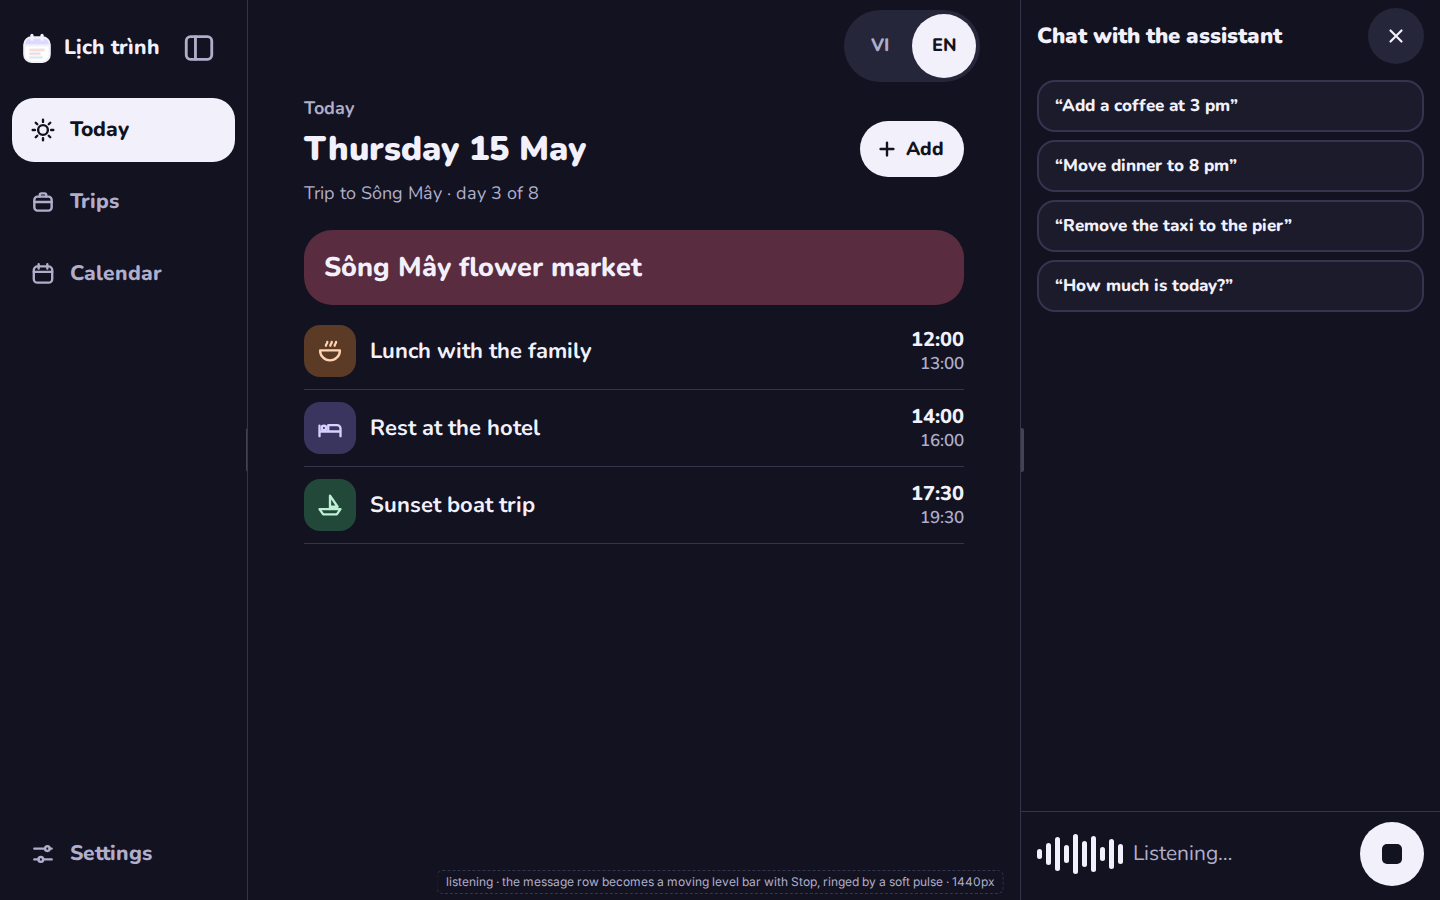 Lịch trình
Today
Trips
Calendar
Settings
VI
EN
Today
Thursday 15 May
Trip to Sông Mây · day 3 of 8
+ Add
Sông Mây flower market
Lunch with the family
12:00
13:00
Rest at the hotel
14:00
16:00
Sunset boat trip
17:30
19:30
listening · the message row becomes a moving level bar with Stop, ringed by a soft pulse · 1440px
Chat with the assistant
“Add a coffee at 3 pm”
“Move dinner to 8 pm”
“Remove the taxi to the pier”
“How much is today?”
Listening...